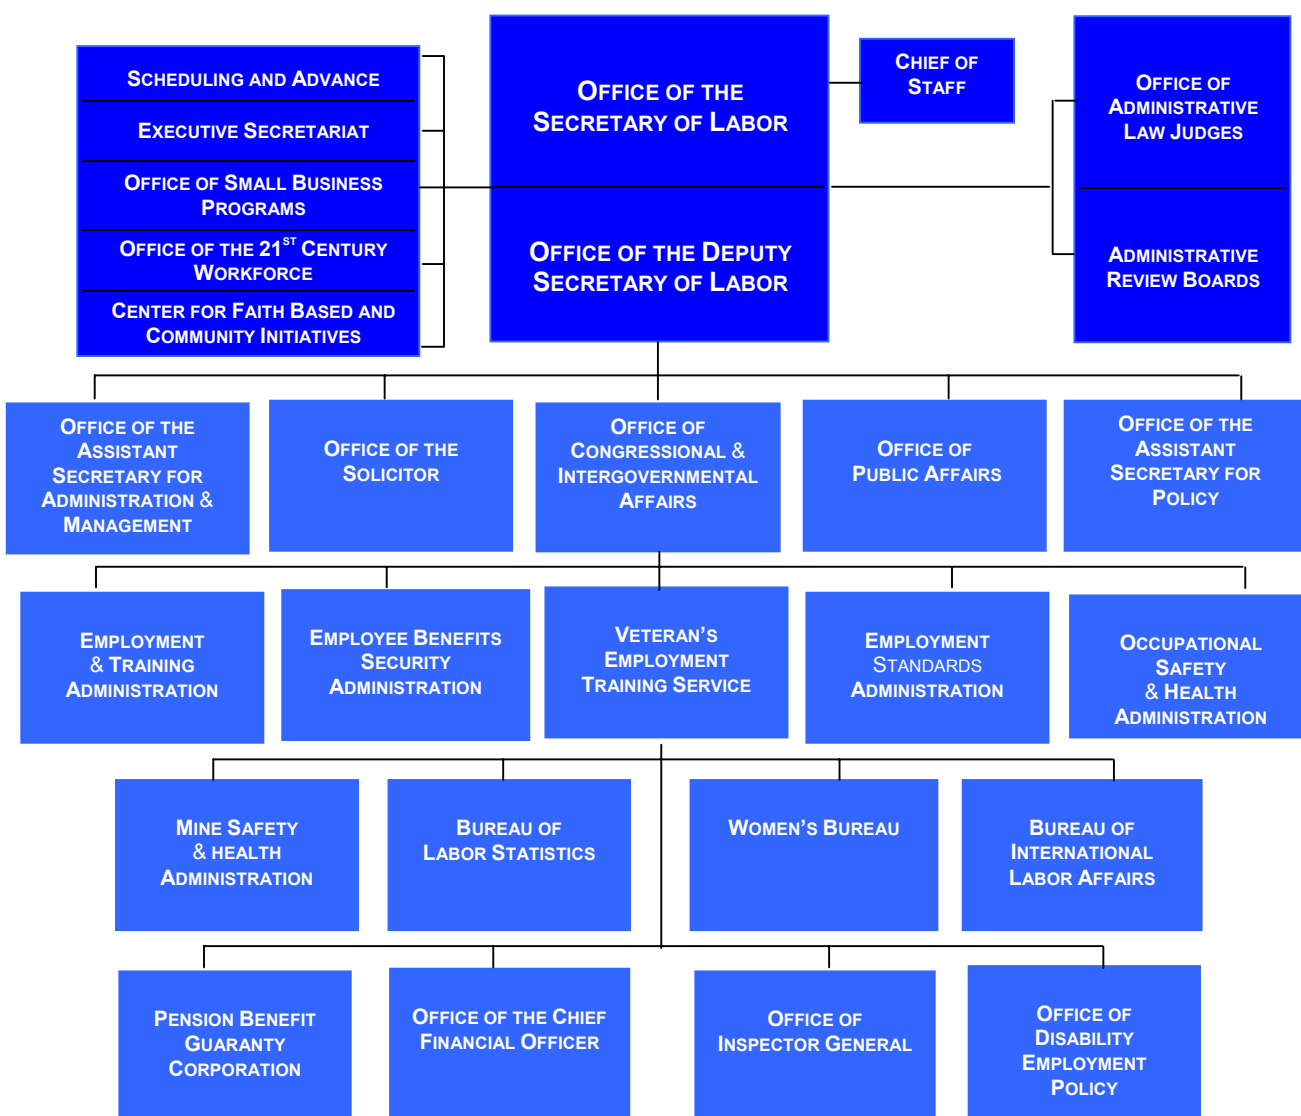 SCHEDULING AND ADVANCE
EXECUTIVE SECRETARIAT
OFFICE OF SMALL BUSINESS
PROGRAMS
OFFICE OF THE 21ST CENTURY
WORKFORCE
CENTER FOR FAITH BASED AND
COMMUNITY INITIATIVES
OFFICE OF THE
SECRETARY OF LABOR
OFFICE OF THE DEPUTY
SECRETARY OF LABOR
CHIEF OF
STAFF
OFFICE OF
ADMINISTRATIVE
LAW JUDGES
ADMINISTRATIVE
REVIEW BOARDS
OFFICE OF THE
ASSISTANT
SECRETARY FOR
ADMINISTRATION &
MANAGEMENT
OFFICE OF THE
SOLICITOR
OFFICE OF
CONGRESSIONAL &
INTERGOVERNMENTAL
AFFAIRS
OFFICE OF
PUBLIC AFFAIRS
OFFICE OF THE
ASSISTANT
SECRETARY FOR
POLICY
EMPLOYMENT
& TRAINING
ADMINISTRATION
EMPLOYEE BENEFITS
SECURITY
ADMINISTRATION
VETERAN'S
EMPLOYMENT
TRAINING SERVICE
EMPLOYMENT
STANDARDS
ADMINISTRATION
OCCUPATIONAL
SAFETY
& HEALTH
ADMINISTRATION
MINE SAFETY
& HEALTH
ADMINISTRATION
BUREAU OF
LABOR STATISTICS
WOMEN'S BUREAU
BUREAU OF
INTERNATIONAL
LABOR AFFAIRS
PENSION BENEFIT
GUARANTY
CORPORATION
OFFICE OF THE CHIEF
FINANCIAL OFFICER
OFFICE OF
INSPECTOR GENERAL
OFFICE OF
DISABILITY
EMPLOYMENT
POLICY